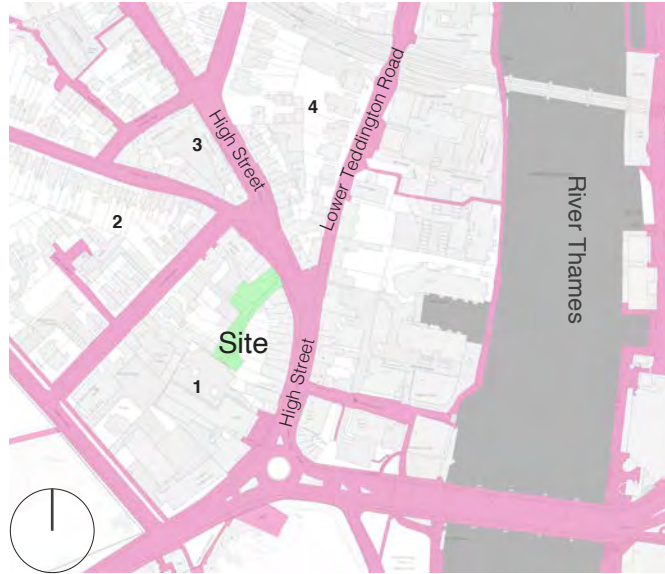 4
Lower Teddington Road
3
High Street
2
River Thames
Site
1
High Street